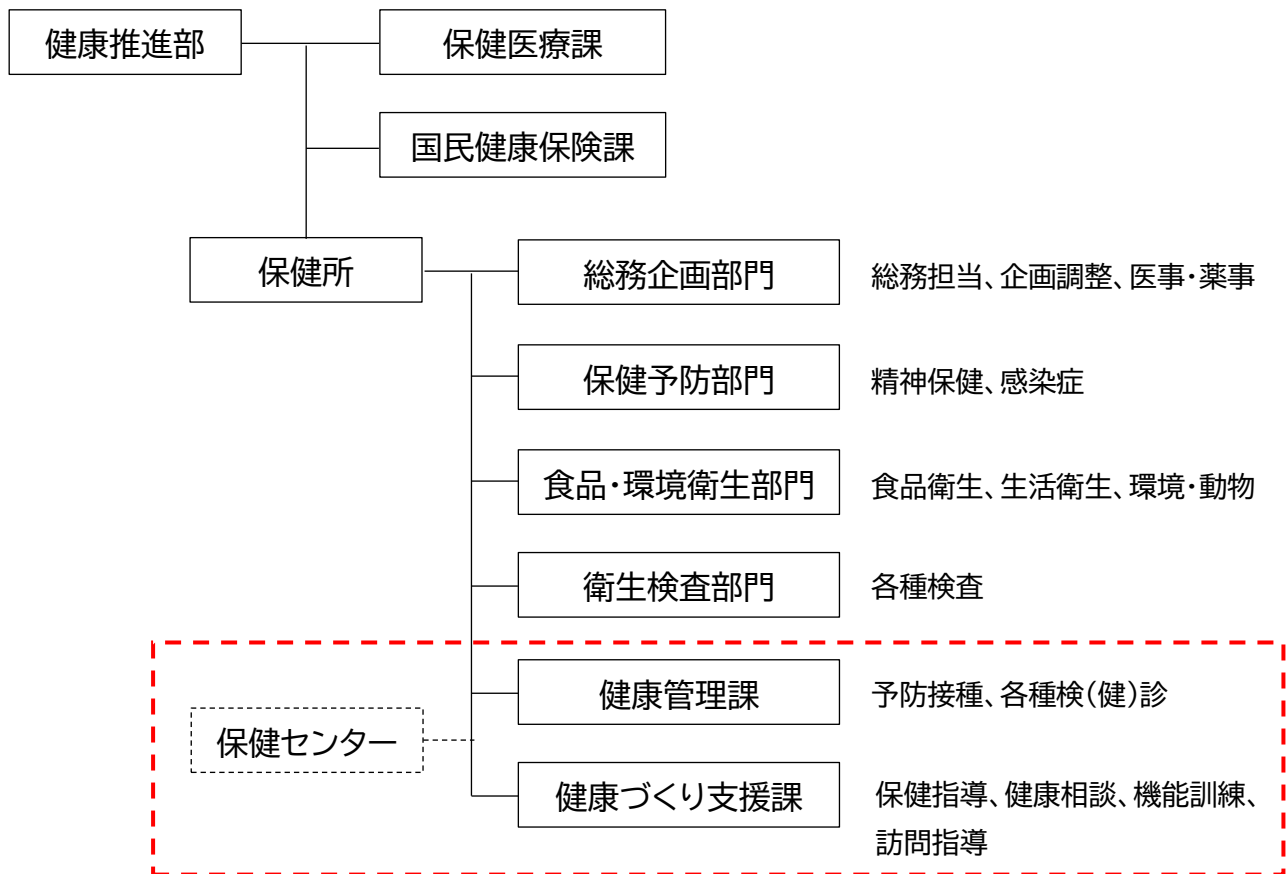 健康推進部
保健医療課
国民健康保険課
保健所
総務企画部門
総務担当、企画調整、医事・薬事
保健予防部門
精神保健、感染症
食品・環境衛生部門
食品衛生、生活衛生、環境・動物
衛生検査部門
各種検査
健康管理課
予防接種、各種検(健)診
保健センター
健康づくり支援課
保健指導、健康相談、機能訓練、
訪問指導